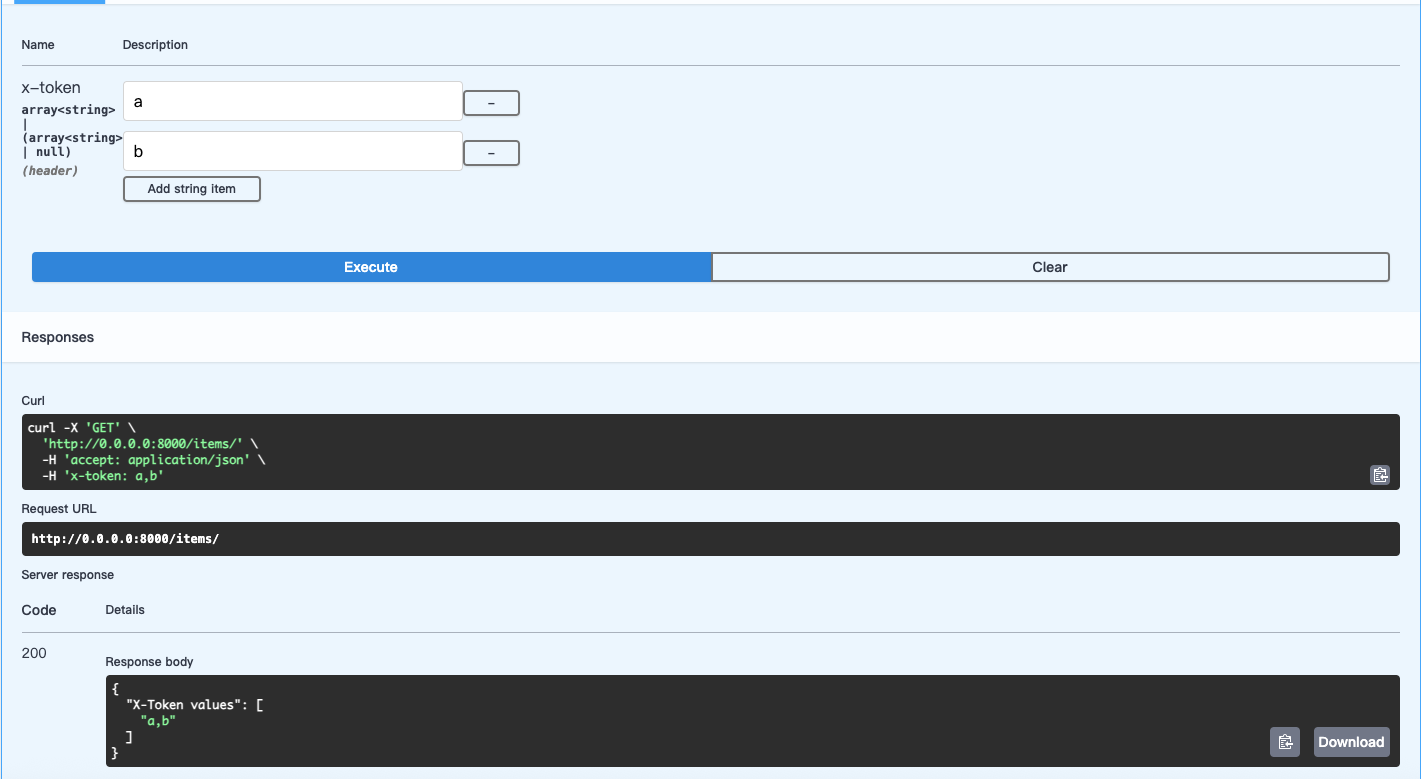 Name Description
x-token
array<string>
|
(array<string>
| null)
(header)
a
–
b
–
Add string item
Execute Clear
Responses
Curl
curl -X 'GET' \
  'http://0.0.0.0:8000/items/' \
  -H 'accept: application/json' \
  -H 'x-token: a,b'
Request URL
http://0.0.0.0:8000/items/
Server response
Code Details
200
Response body
{
  "X-Token values": [
    "a,b"
  ]
}
Download